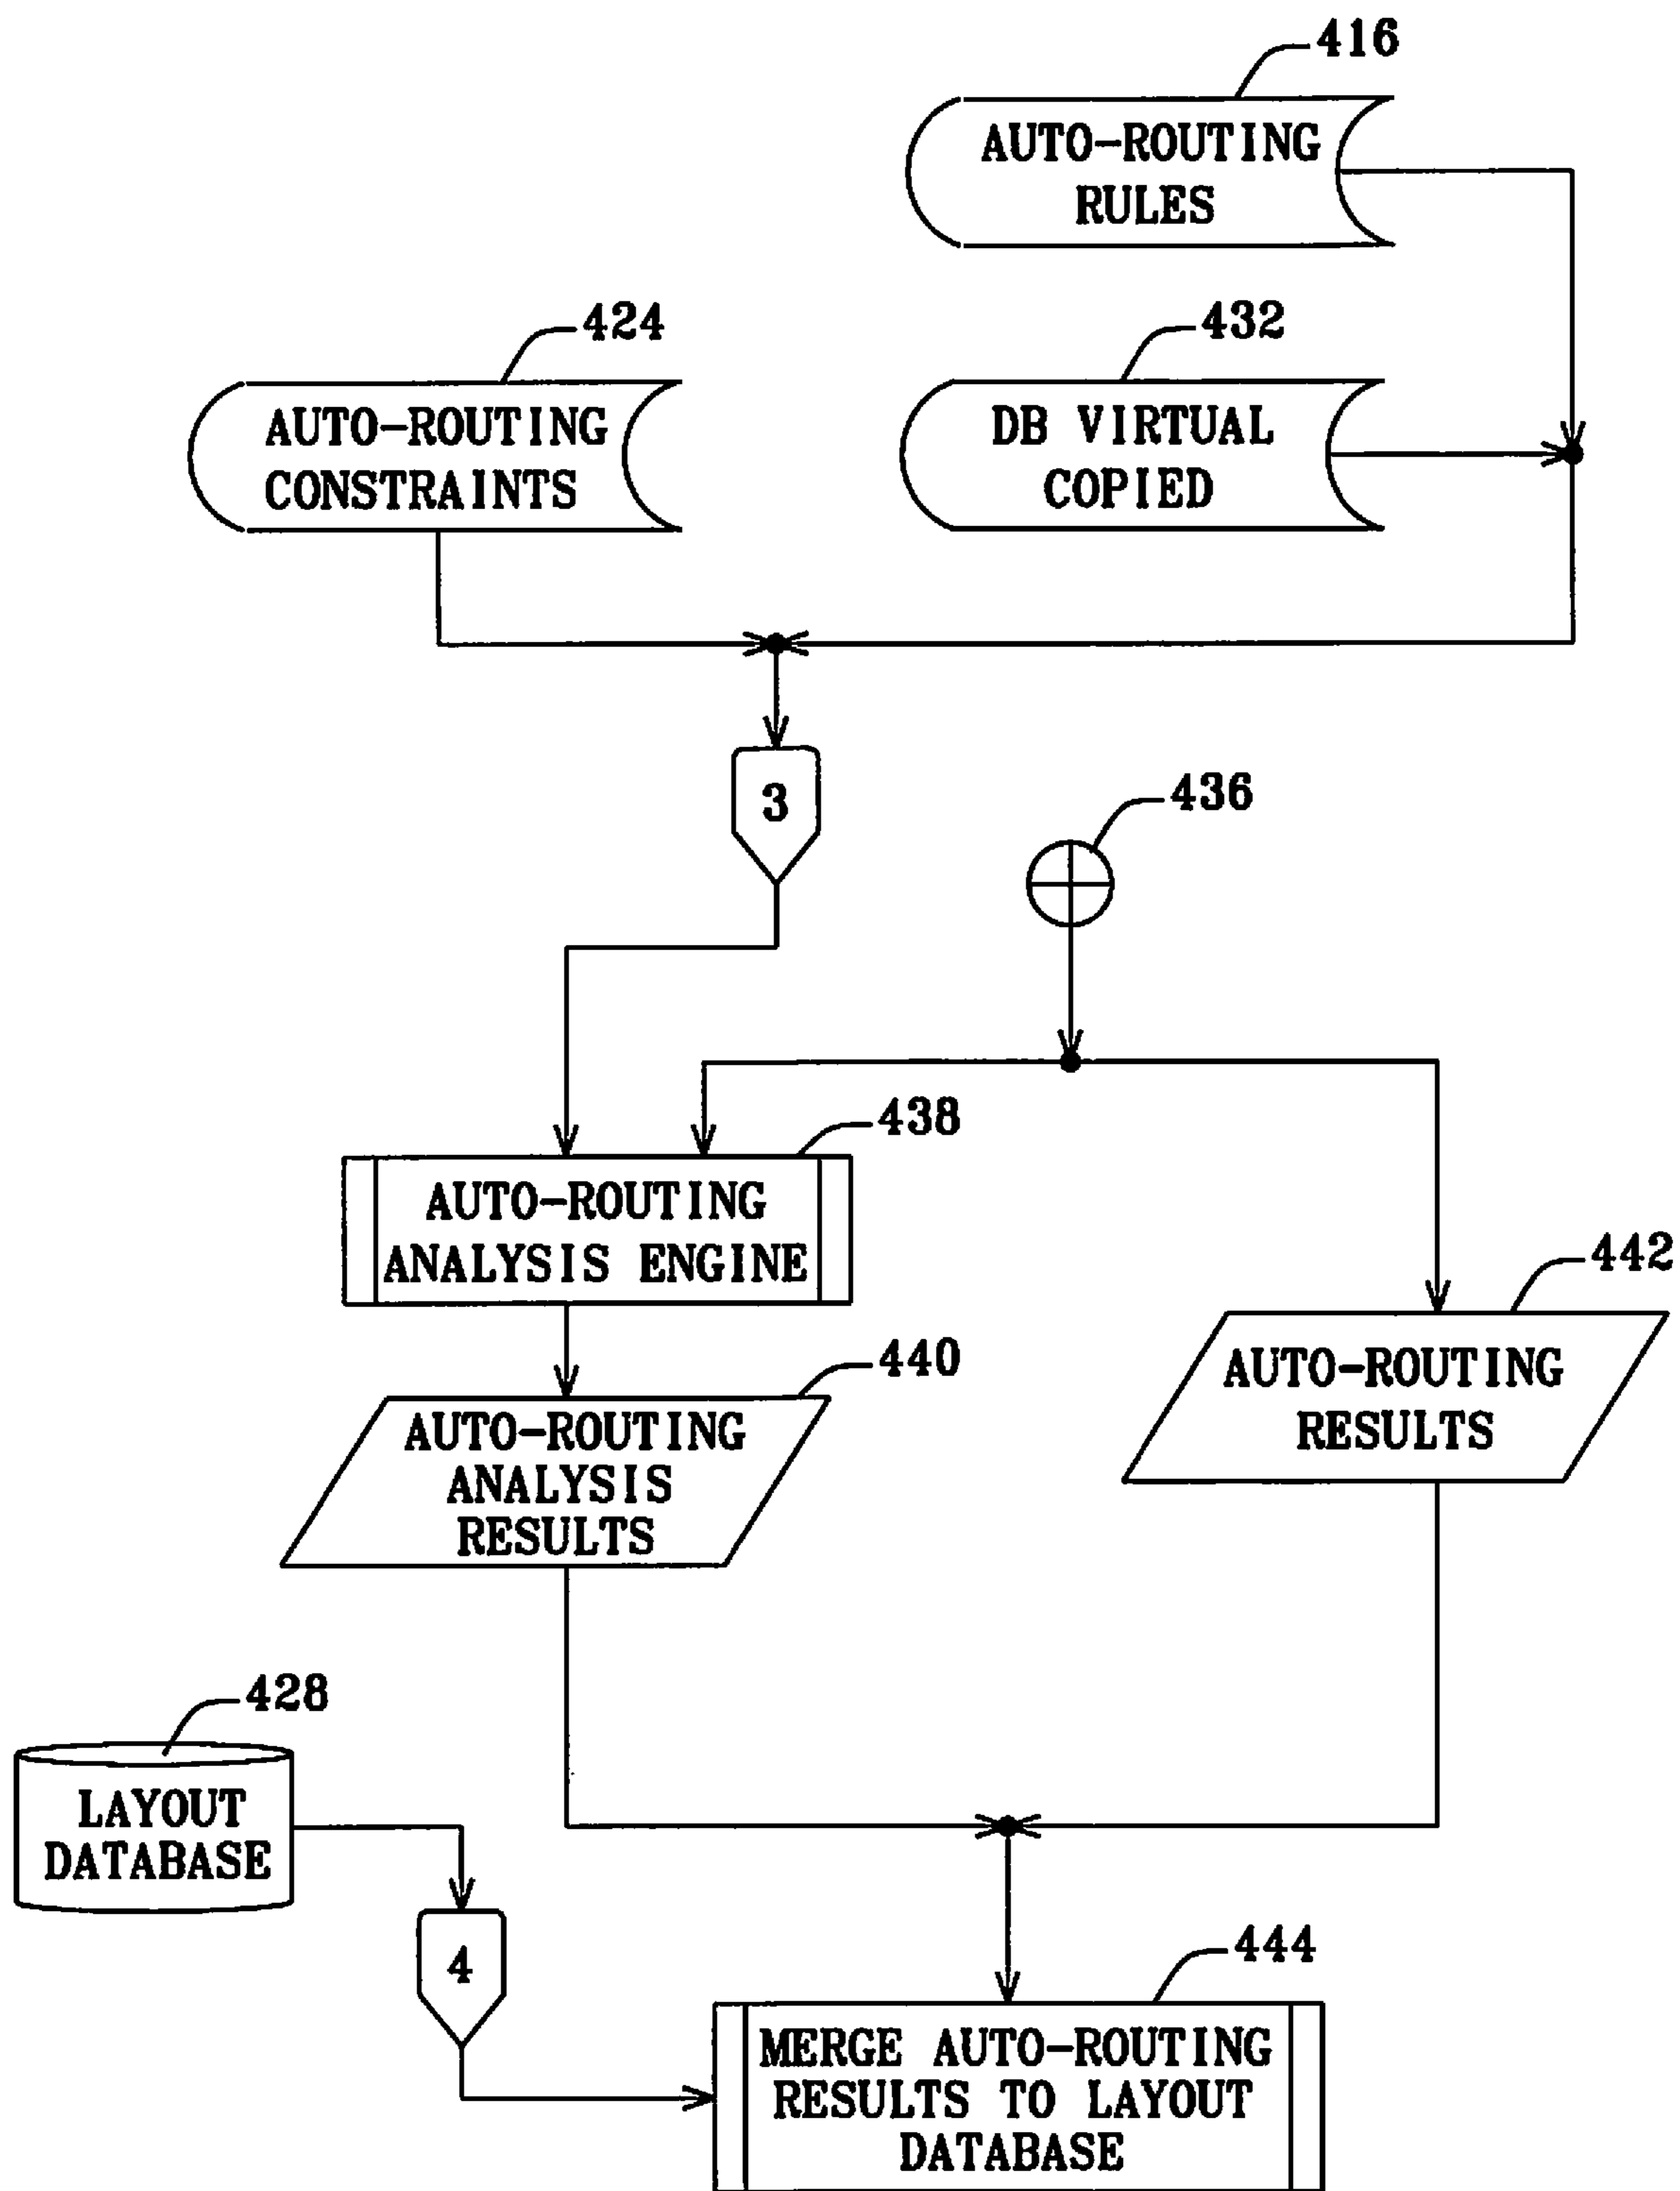 416
AUTO-ROUTING
RULES
424
432
AUTO-ROUTING
CONSTRAINTS
DB VIRTUAL
COPIED
3
436
438
AUTO-ROUTING
ANALYSIS ENGINE
442
440
AUTO-ROUTING
RESULTS
AUTO-ROUTING
ANALYSIS
RESULTS
428
LAYOUT
DATABASE
4
444
MERGE AUTO-ROUTING
RESULTS TO LAYOUT
DATABASE